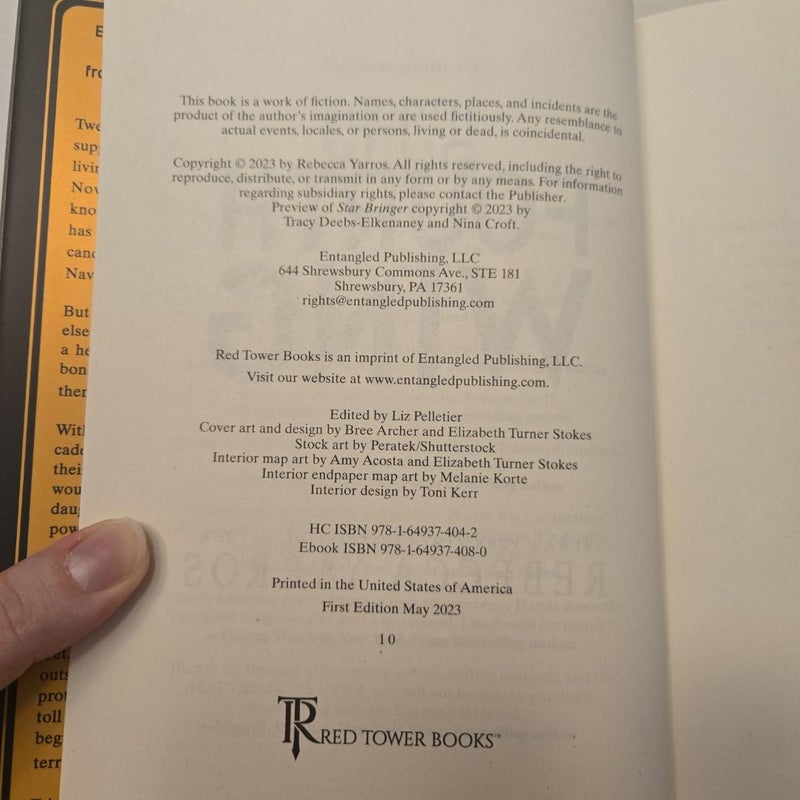 This book is a work of fiction. Names, characters, places, and incidents are the
product of the author's imagination or are used fictitiously. Any resemblance to
actual events, locales, or persons, living or dead, is coincidental.
Copyright © 2023 by Rebecca Yarros. All rights reserved, including the right to
reproduce, distribute, or transmit in any form or by any means. For information
regarding subsidiary rights, please contact the Publisher.
Preview of Star Bringer copyright © 2023 by
Tracy Deebs-Elkenaney and Nina Croft.
Entangled Publishing, LLC
644 Shrewsbury Commons Ave., STE 181
Shrewsbury, PA 17361
rights@entangledpublishing.com
Red Tower Books is an imprint of Entangled Publishing, LLC.
Visit our website at www.entangledpublishing.com.
Edited by Liz Pelletier
Cover art and design by Bree Archer and Elizabeth Turner Stokes
Stock art by Peratek/Shutterstock
Interior map art by Amy Acosta and Elizabeth Turner Stokes
Interior endpaper map art by Melanie Korte
Interior design by Toni Kerr
HC ISBN 978-1-64937-404-2
Ebook ISBN 978-1-64937-408-0
Printed in the United States of America
First Edition May 2023
10
RED TOWER BOOKS™